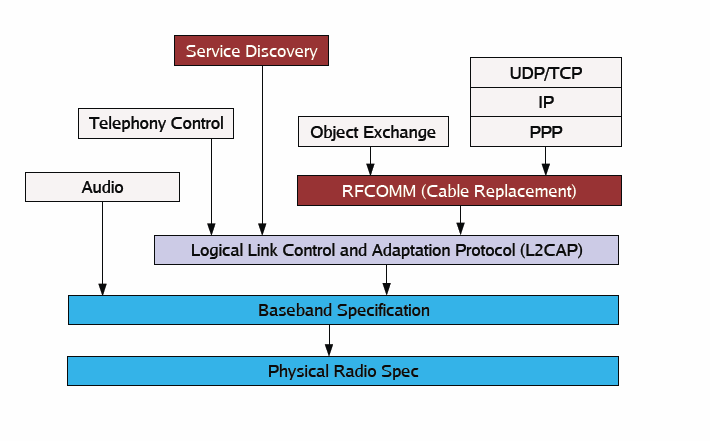 Service Discovery
UDP/TCP
IP
Telephony Control
Object Exchange
PPP
Audio
RFCOMM (Cable Replacement)
Logical Link Control and Adaptation Protocol (L2CAP)
Baseband Specification
Physical Radio Spec